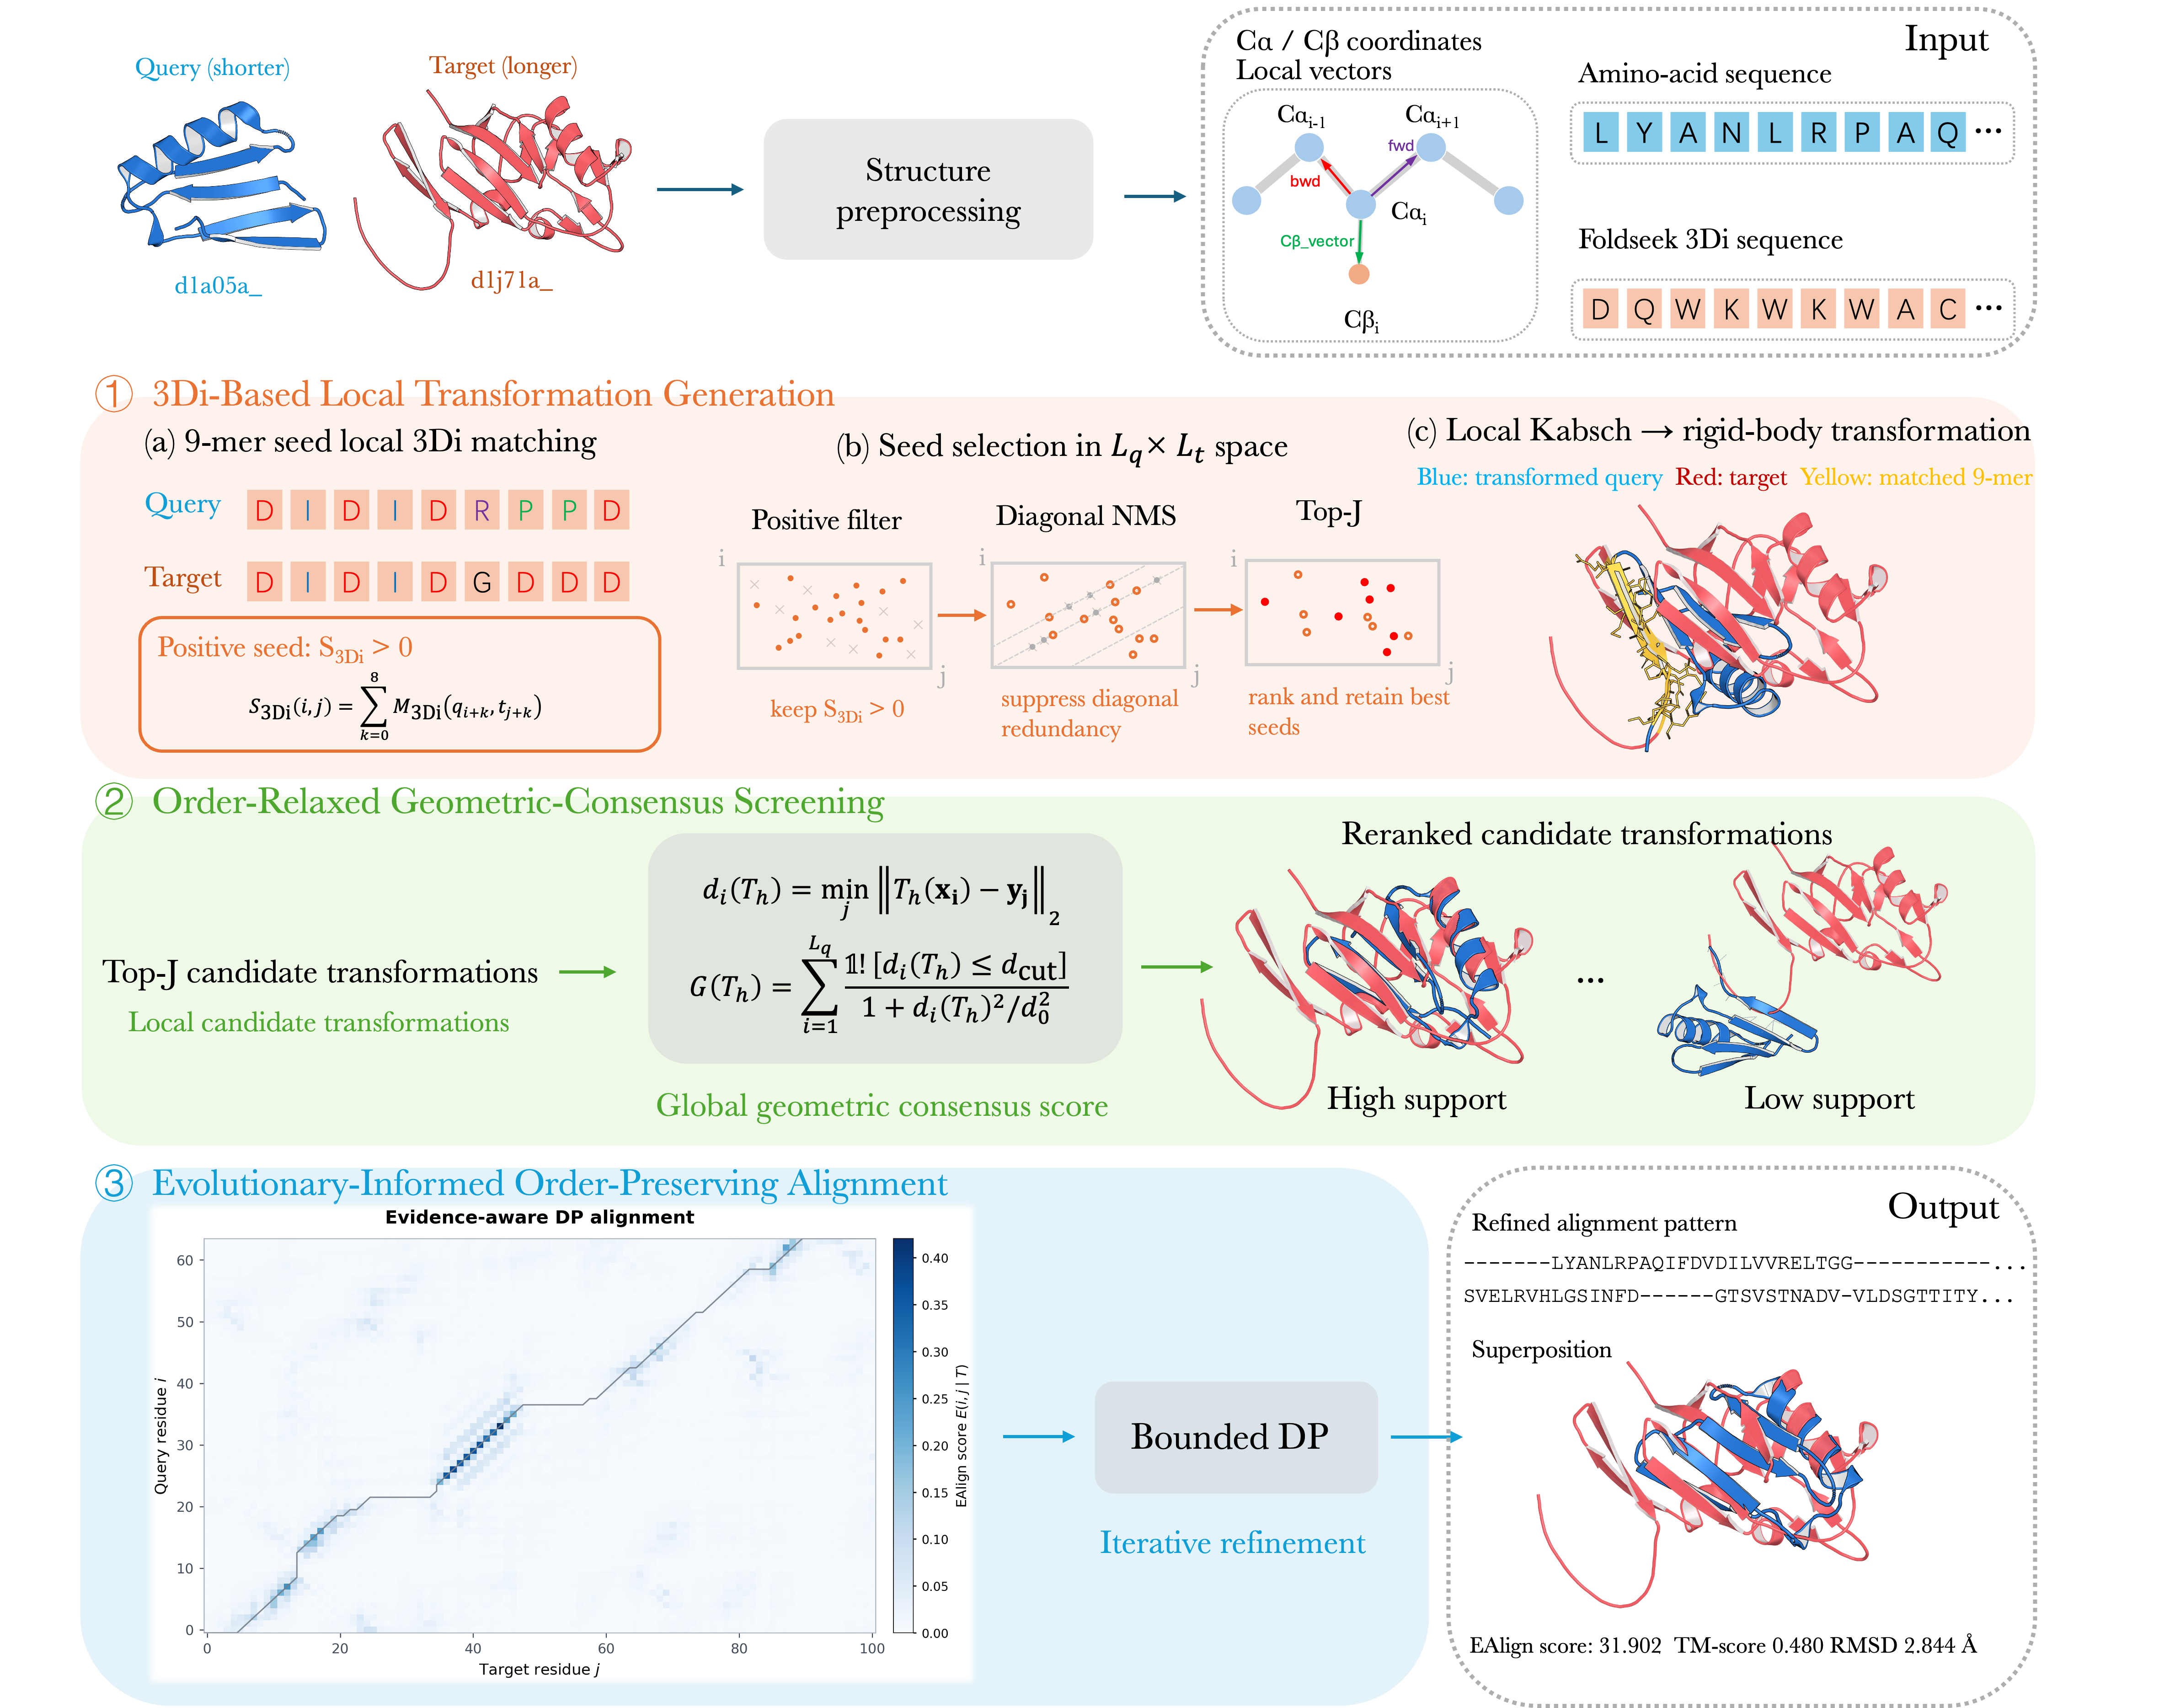 Query (shorter)
Target (longer)
d1a05a_
d1j71a_
Structure
preprocessing
Input
Cα / Cβ coordinates
Local vectors
Cαi-1
Cαi+1
fwd
bwd
Cαi
Cβ_vector
Cβi
Amino-acid sequence
L Y A N L R P A Q ···
Foldseek 3Di sequence
D Q W K W K W A C ···
① 3Di-Based Local Transformation Generation
(a) 9-mer seed local 3Di matching
Query D I D I D R P P D
Target D I D I D G D D D
Positive seed: S3Di > 0
S3Di(i,j) = ∑k=0^8 M3Di(qi+k, tj+k)
(b) Seed selection in Lq × Lt space
Positive filter
Diagonal NMS
Top-J
i
j
i
j
i
j
keep S3Di > 0
suppress diagonal
redundancy
rank and retain best
seeds
(c) Local Kabsch → rigid-body transformation
Blue: transformed query Red: target Yellow: matched 9-mer
② Order-Relaxed Geometric-Consensus Screening
Top-J candidate transformations
Local candidate transformations
di(Th) = minj ‖Th(xi) − yj‖2
G(Th) = ∑i=1^Lq 𝟙! [di(Th) ≤ dcut] / 1 + di(Th)²/d0²
Global geometric consensus score
Reranked candidate transformations
...
High support
Low support
③ Evolutionary-Informed Order-Preserving Alignment
Evidence-aware DP alignment
60
50
40
30
20
10
0
Query residue i
0 20 40 60 80 100
Target residue j
0.40
0.35
0.30
0.25
0.20
0.15
0.10
0.05
0.00
EAlign score E(i,j | T)
Bounded DP
Iterative refinement
Output
Refined alignment pattern
-------LYANLRPAQIFDVDILVVRELTGG-----------...
SVELRVHLGSINFD------GTSVSTNADV-VLDSGTTITY...
Superposition
EAlign score: 31.902 TM-score 0.480 RMSD 2.844 Å